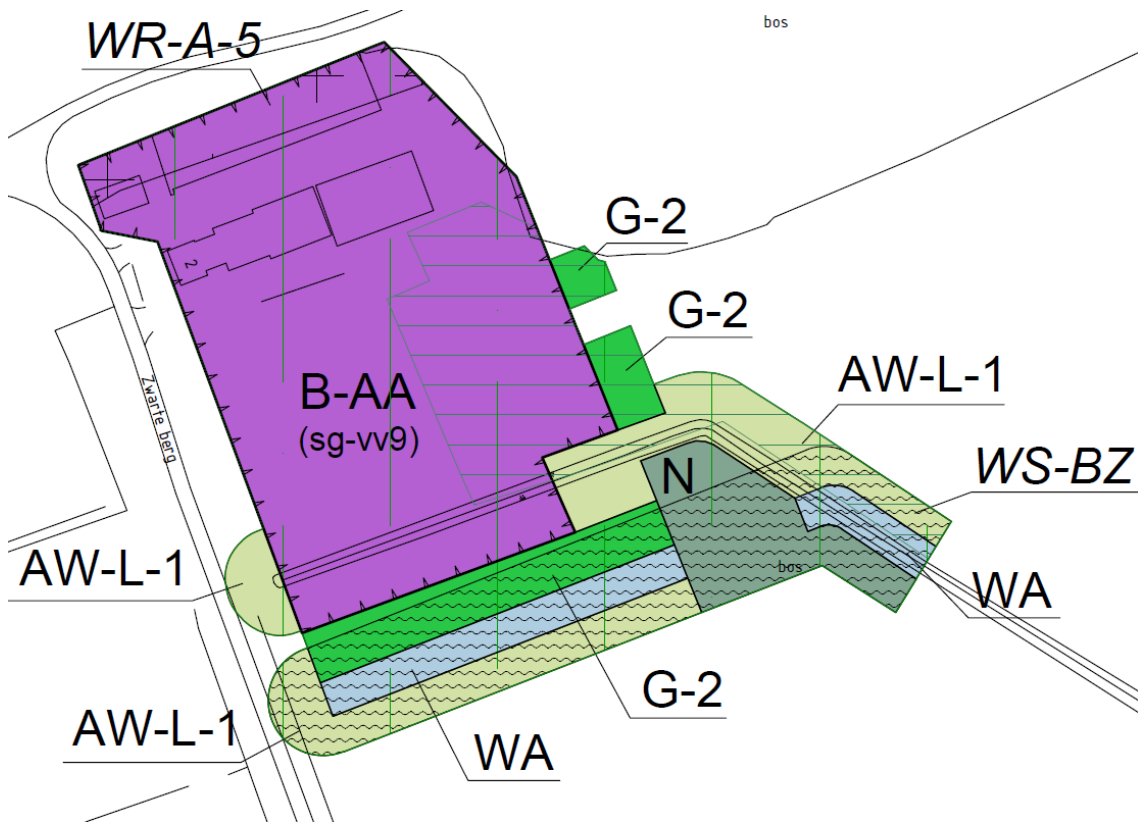 bos
WR-A-5
G-2
G-2
AW-L-1
2
B-AA
(sg-vv9)
Zwarte berg
N
WS-BZ
AW-L-1
bos
WA
G-2
AW-L-1
WA